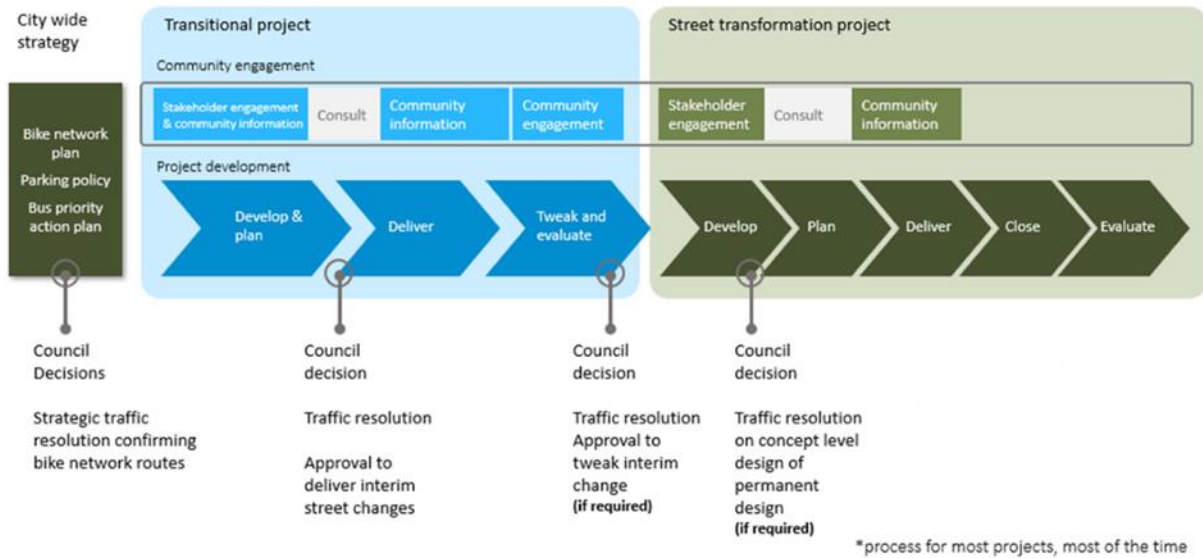 City wide
strategy
Transitional project
Street transformation project
Community engagement
Bike network
plan
Parking policy
Bus priority
action plan
Stakeholder engagement
& community information
Consult
Community
information
Community
engagement
Stakeholder
engagement
Consult
Community
information
Project development
Develop &
plan
Deliver
Tweak and
evaluate
Develop
Plan
Deliver
Close
Evaluate
Council
Decisions
Strategic traffic
resolution confirming
bike network routes
Council
decision
Traffic resolution
Approval to
deliver interim
street changes
Council
decision
Traffic resolution
Approval to
tweak interim
change
(if required)
Council
decision
Traffic resolution
on concept level
design of
permanent
design
(if required)
*process for most projects, most of the time